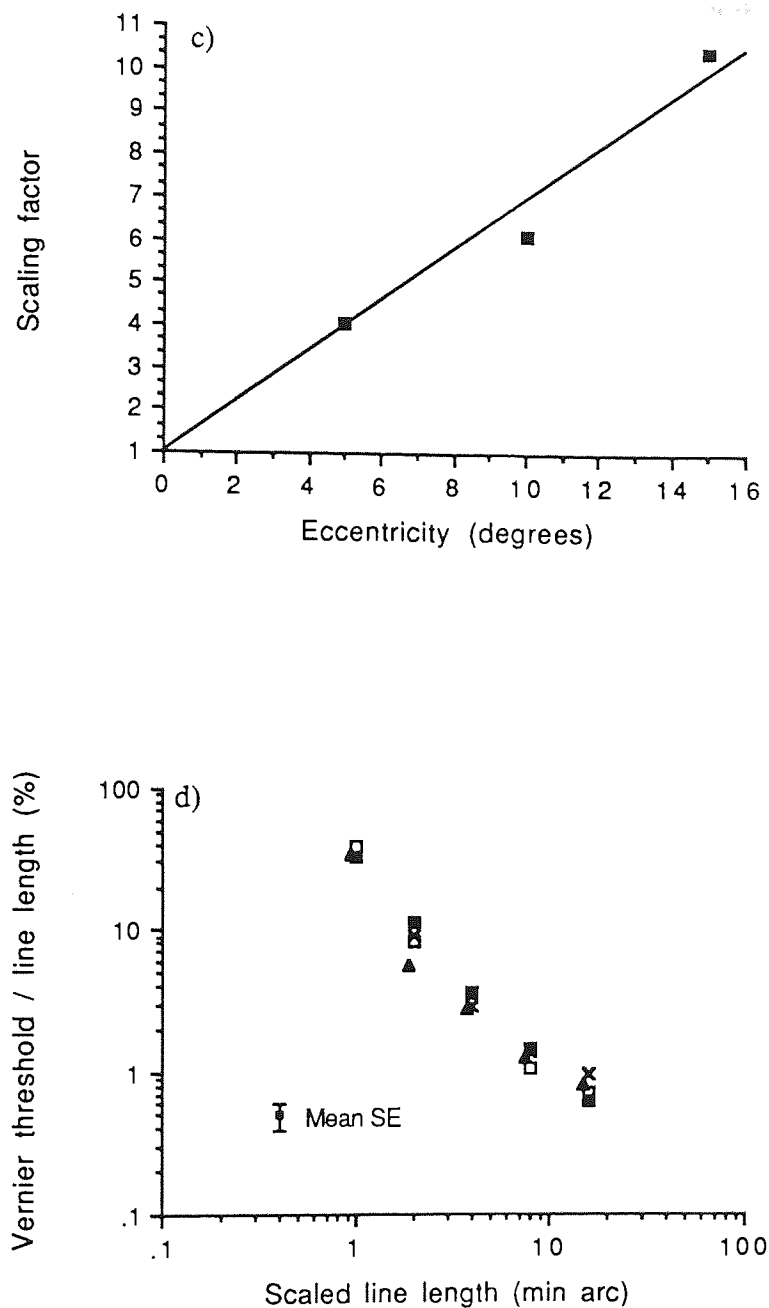 c)
11
10
9
8
7
6
5
4
3
2
1
Scaling factor
0 2 4 6 8 10 12 14 16
Eccentricity (degrees)
d)
100
10
1
.1
Vernier threshold / line length (%)
Mean SE
.1 1 10 100
Scaled line length (min arc)